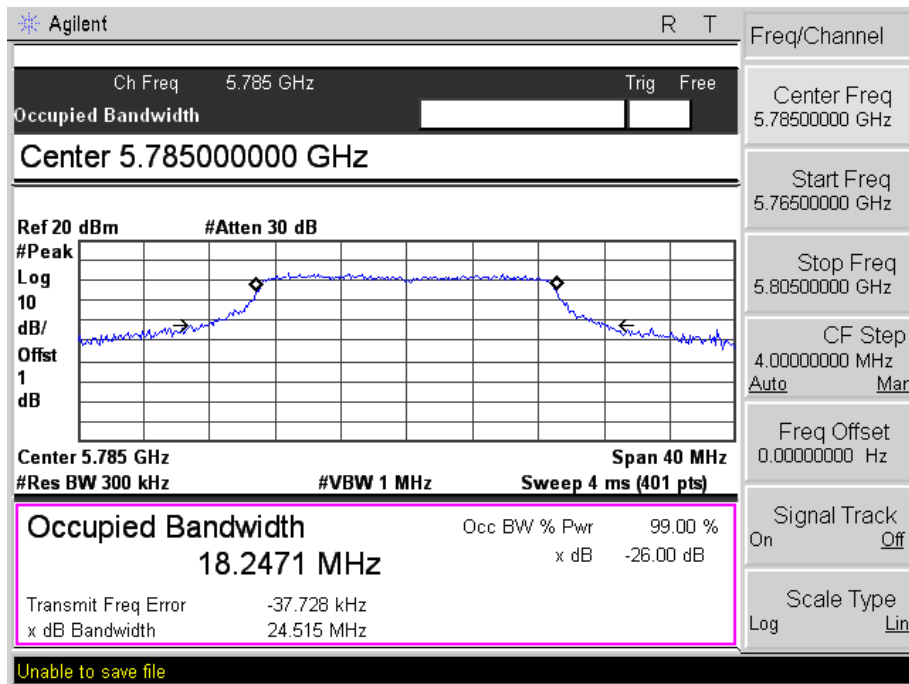 Agilent
R T
Ch Freq 5.785 GHz Trig Free
Occupied Bandwidth
Center 5.785000000 GHz
Ref 20 dBm #Atten 30 dB
#Peak
Log
10
dB/
Offst
1
dB
Center 5.785 GHz Span 40 MHz
#Res BW 300 kHz #VBW 1 MHz Sweep 4 ms (401 pts)
Occupied Bandwidth
18.2471 MHz
Occ BW % Pwr 99.00 %
x dB -26.00 dB
Transmit Freq Error -37.728 kHz
x dB Bandwidth 24.515 MHz
Unable to save file
Freq/Channel
Center Freq
5.78500000 GHz
Start Freq
5.76500000 GHz
Stop Freq
5.80500000 GHz
CF Step
4.00000000 MHz
Auto Man
Freq Offset
0.00000000 Hz
Signal Track
On Off
Scale Type
Log Lin